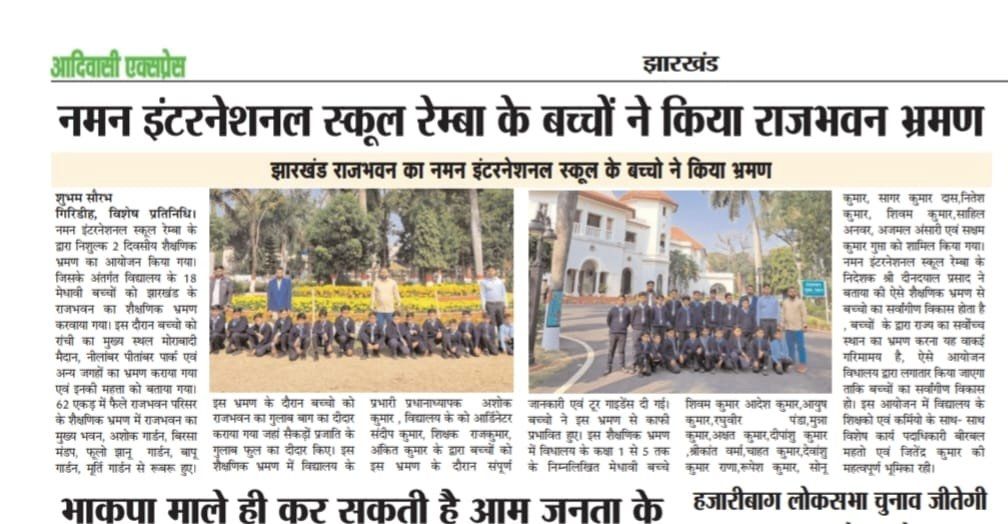 आदिवासी एक्सप्रेस
झारखंड
नमन इंटरनेशनल स्कूल रेम्बा के बच्चों ने किया राजभवन भ्रमण
झारखंड राजभवन का नमन इंटरनेशनल स्कूल के बच्चो ने किया भ्रमण
शुभम सौरभ
गिरिडीह, विशेष प्रतिनिधि।
नमन इंटरनेशनल स्कूल रेम्बा के
द्वारा निशुल्क 2 दिवसीय शैक्षणिक
भ्रमण का आयोजन किया गया।
जिसके अंतर्गत विद्यालय के 18
मेधावी बच्चों को झारखंड के
राजभवन का शैक्षणिक भ्रमण
करवाया गया। इस दौरान बच्चो को
रांची का मुख्य स्थल मोराबादी
मैदान, नीलांबर पीतांबर पार्क एवं
अन्य जगहों का भ्रमण कराया गया
एवं इनकी महत्ता को बताया गया।
62 एकड़ में फैले राजभवन परिसर
के शैक्षणिक भ्रमण में राजभवन का
मुख्य भवन, अशोक गार्डन, बिरसा
मंडप, फूलो झानू गार्डन, बापू
गार्डन, मूर्ति गार्डन से रूबरू हुए।
इस भ्रमण के दौरान बच्चो को
राजभवन का गुलाब बाग का दीदार
कराया गया जहां सैकड़ो प्रजाति के
गुलाब फूल का दीदार किए। इस
शैक्षणिक भ्रमण में विद्यालय के
प्रभारी प्रधानाध्यापक अशोक
कुमार , विद्यालय के को आर्डिनेटर
संदीप कुमार, शिक्षक राजकुमार,
अंकित कुमार के द्वारा बच्चों को
इस भ्रमण के दौरान संपूर्ण
जानकारी एवं टूर गाइडेंस दी गई।
बच्चो ने इस भ्रमण से काफी
प्रभावित हुए। इस शैक्षणिक भ्रमण
में विधालय के कक्षा 1 से 5 तक
के निम्नलिखित मेधावी बच्चे
शिवम कुमार आदेश कुमार,आयुष
कुमार,रघुवीर पंडा,मुन्ना
कुमार,अक्षत कुमार,दीपांशु कुमार
,श्रीकांत वर्मा,चाहत कुमार,देवांशु
कुमार राणा,रूपेश कुमार, सोनू
कुमार, सागर कुमार दास,नितेश
कुमार, शिवम कुमार,साहिल
अनवर, अजमल अंसारी एवं सक्षम
कुमार गुप्ता को शामिल किया गया।
नमन इंटरनेशनल स्कूल रेम्बा के
निदेशक श्री दीनदयाल प्रसाद ने
बताया की ऐसे शैक्षणिक भ्रमण से
बच्चो का सर्वांगीण विकास होता है
, बच्चों के द्वारा राज्य का सर्वोच्च
स्थान का भ्रमण करना यह वाकई
गरिमामय है, ऐसे आयोजन
विधालय द्वारा लगातार किया जाएगा
ताकि बच्चों का सर्वांगीण विकास
हो। इस आयोजन में विद्यालय के
शिक्षको एवं कर्मियो के साथ- साथ
विशेष कार्य पदाधिकारी बीरबल
महतो एवं जितेंद्र कुमार की
महत्वपूर्ण भूमिका रही।
भाकपा माले ही कर सकती है आम जनता के
हजारीबाग लोकसभा चुनाव जीतेगी